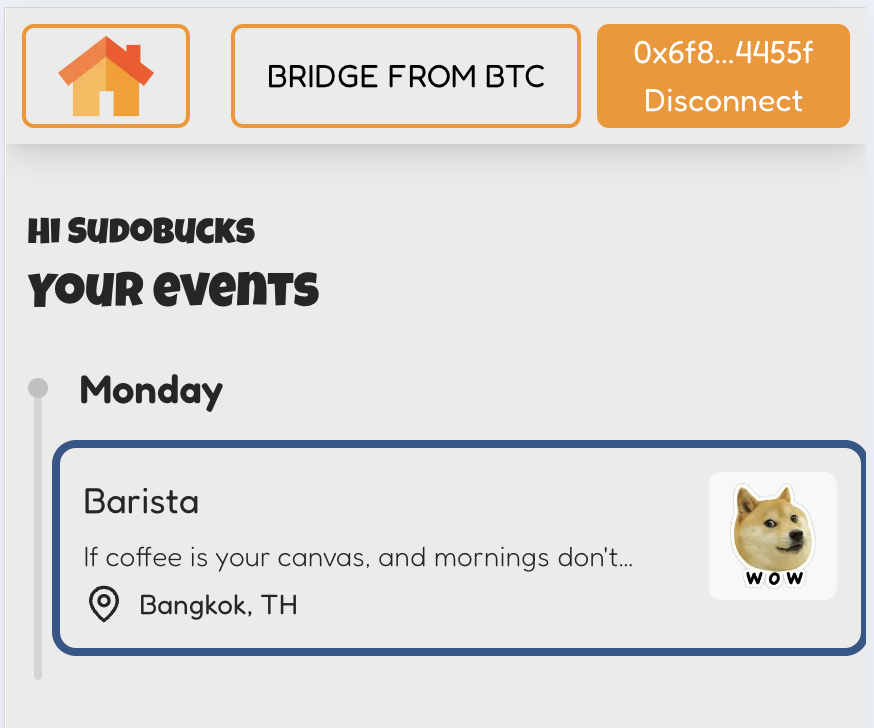 BRIDGE FROM BTC
0x6f8...4455f
Disconnect
Hi Sudobucks
Your events
Monday
Barista
If coffee is your canvas, and mornings don't...
Bangkok, TH
WOW